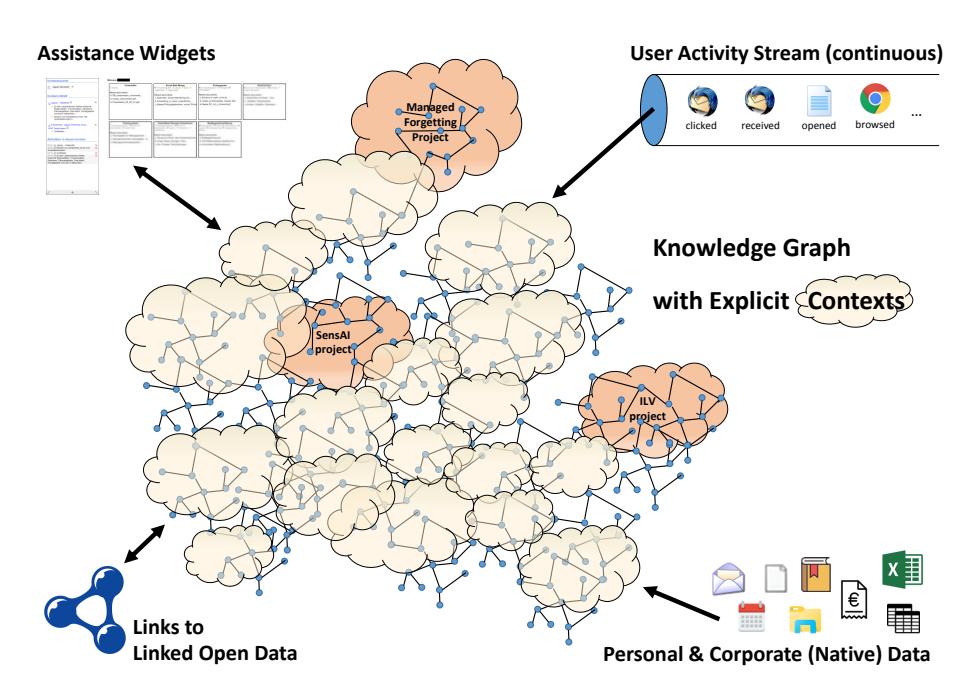 Assistance Widgets
User Activity Stream (continuous)
clicked
received
opened
browsed
...
Managed
Forgetting
Project
Knowledge Graph
with Explicit Contexts
SensAI
project
ILV
project
Links to
Linked Open Data
X
€
Personal & Corporate (Native) Data